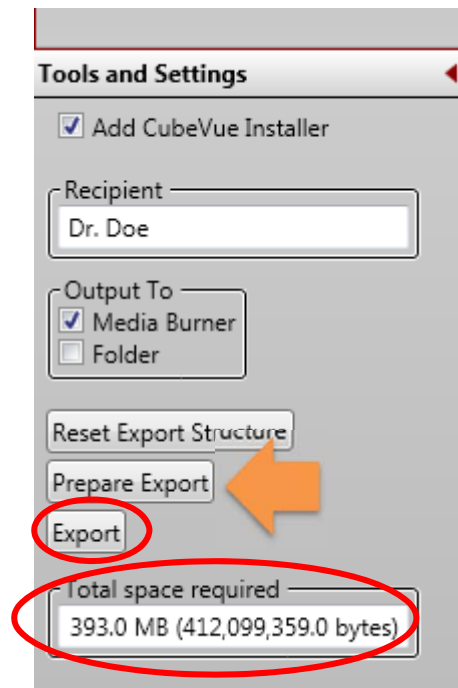 Tools and Settings
Add CubeVue Installer
Recipient
Dr. Doe
Output To
Media Burner
Folder
Reset Export Structure
Prepare Export
Export
Total space required
393.0 MB (412,099,359.0 bytes)